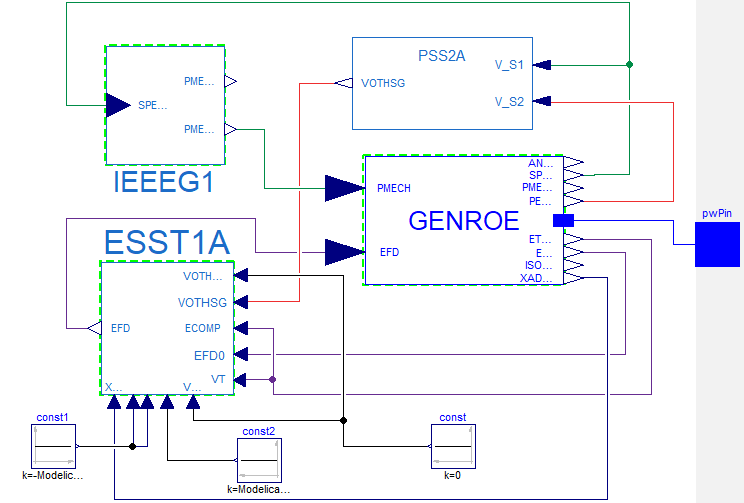 PSS2A
V_S1
VOTHSG
V_S2
PME...
SPE...
PME...
IEEEG1
AN...
SP...
PMECH
PME...
PE...
GENROE
pwPin
ET...
EFD
E...
ISO...
XAD...
ESST1A
VOTH...
VOTHSG
EFD
ECOMP
EFD0
VT
X...
V...
const1
const2
const
k=-Modelic...
k=Modelica...
k=0